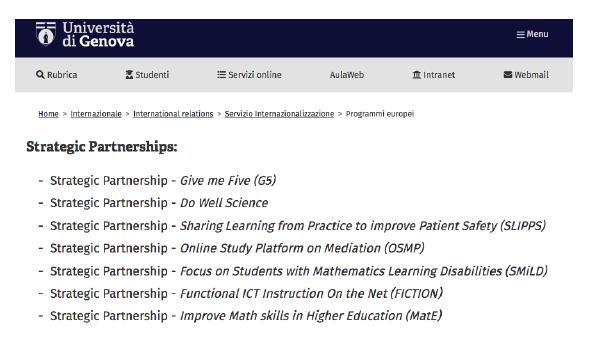 Università
di Genova
Menu
Rubrica Studenti Servizi online AulaWeb Intranet Webmail
Home > Internazionale > International relations > Servizio Internazionalizzazione > Programmi europei
Strategic Partnerships:
- Strategic Partnership - Give me Five (G5)
- Strategic Partnership - Do Well Science
- Strategic Partnership - Sharing Learning from Practice to improve Patient Safety (SLIPPS)
- Strategic Partnership - Online Study Platform on Mediation (OSMP)
- Strategic Partnership - Focus on Students with Mathematics Learning Disabilities (SMiLD)
- Strategic Partnership - Functional ICT Instruction On the Net (FICTION)
- Strategic Partnership - Improve Math skills in Higher Education (MatE)